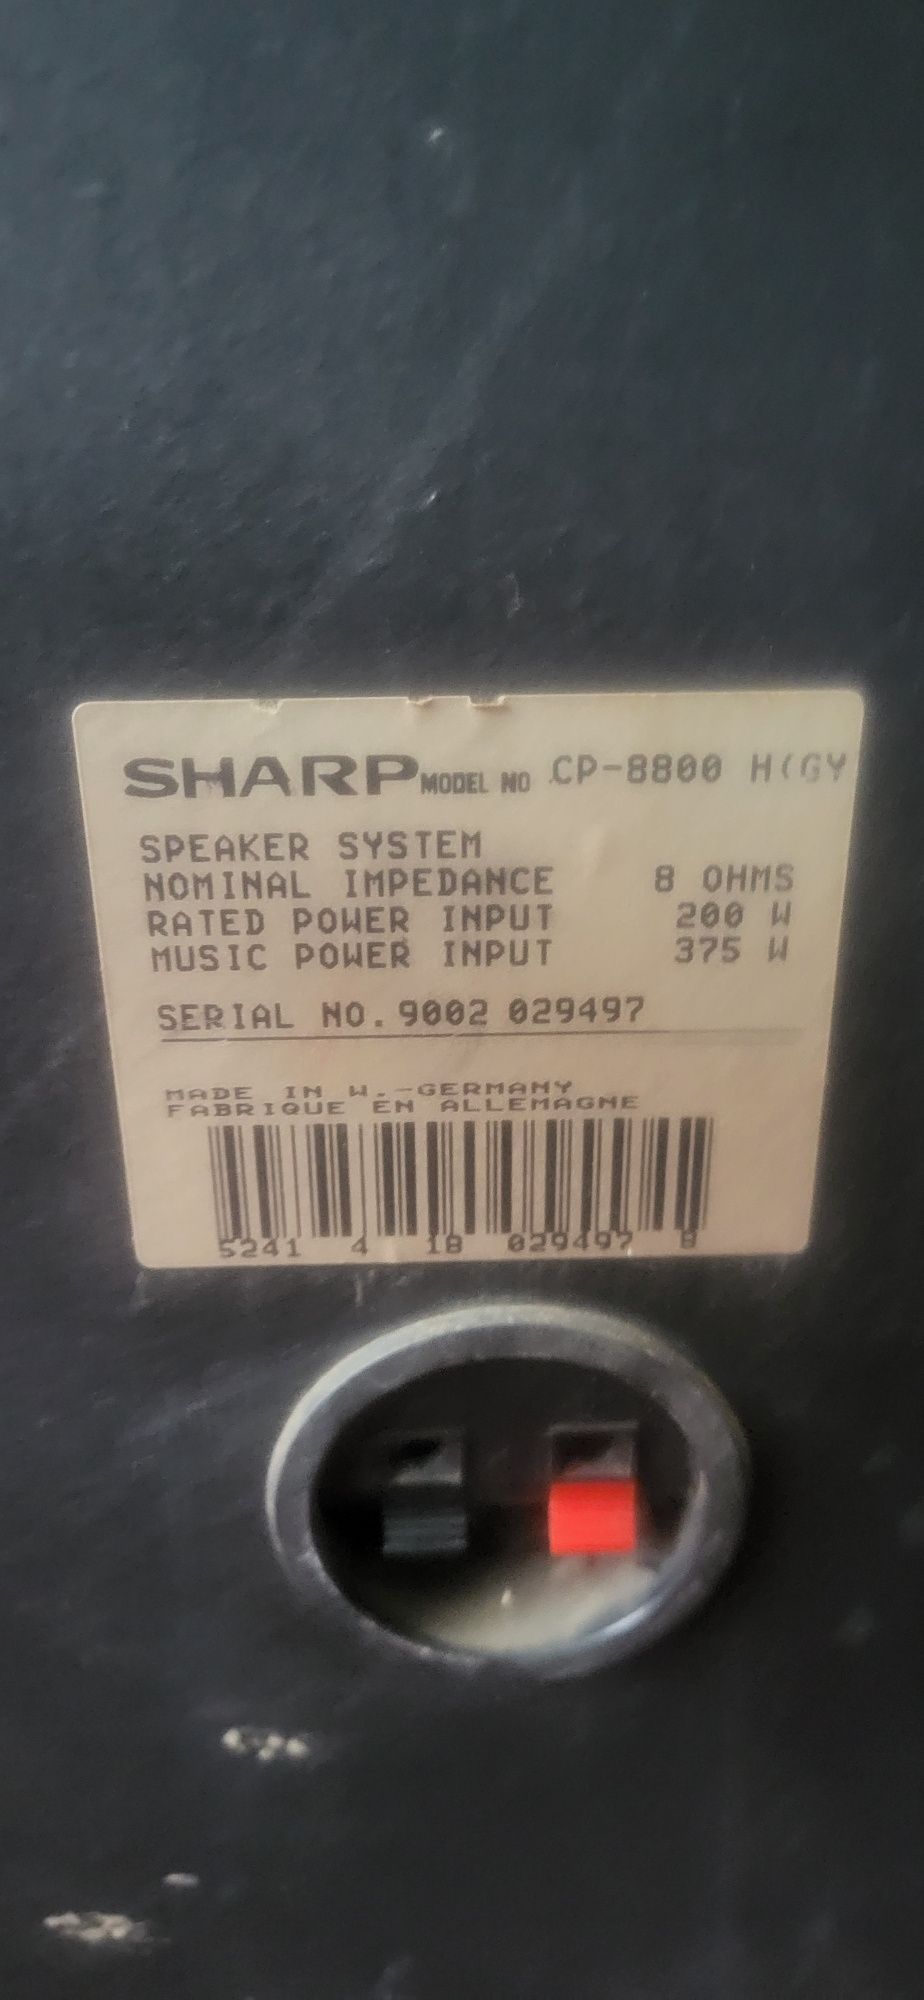 SHARP MODEL NO CP-8800 H(GY
SPEAKER SYSTEM
NOMINAL IMPEDANCE 8 OHMS
RATED POWER INPUT 200 W
MUSIC POWER INPUT 375 W
SERIAL NO. 9002 029497
MADE IN W.-GERMANY
FABRIQUE EN ALLEMAGNE
5241 4 18 029497 8